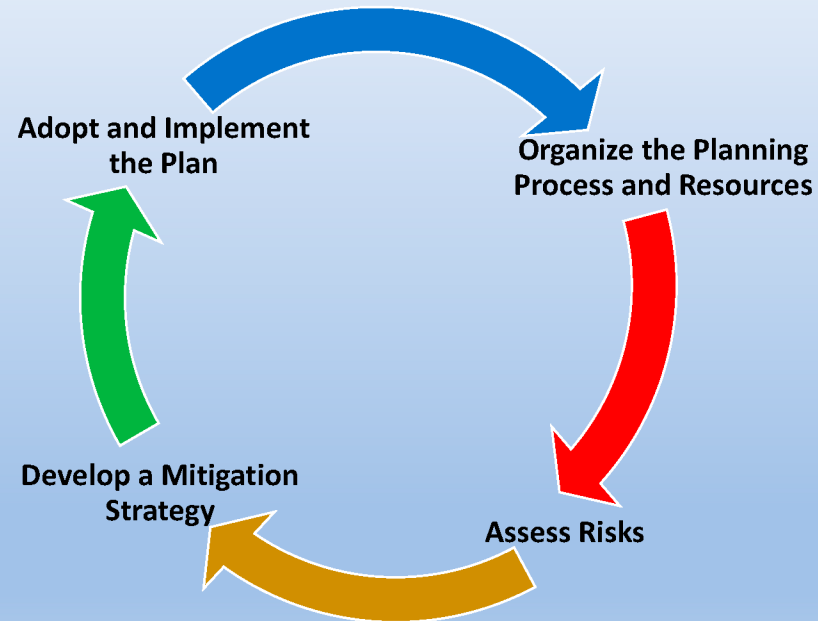 Adopt and Implement
the Plan
Organize the Planning
Process and Resources
Develop a Mitigation
Strategy
Assess Risks